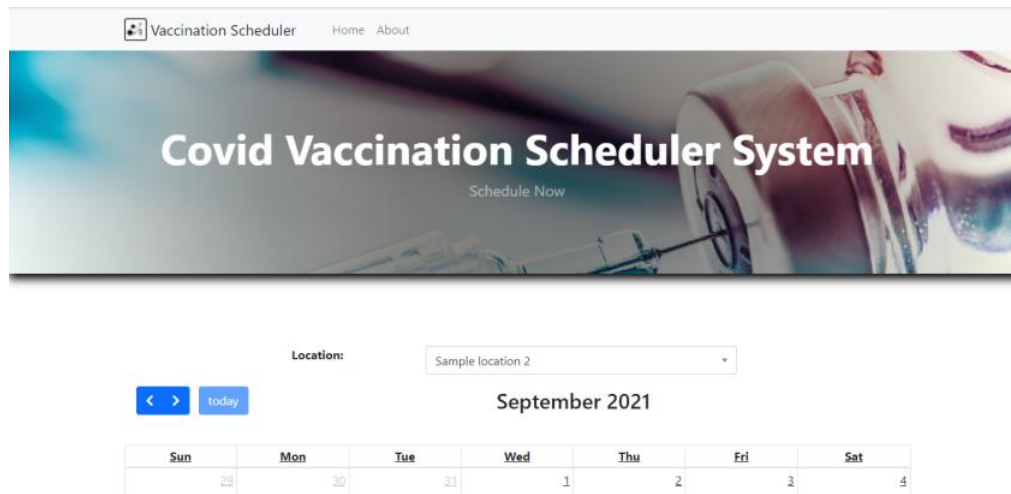 Vaccination Scheduler Home About
Covid Vaccination Scheduler System
Schedule Now
Location: Sample location 2
today September 2021
Sun Mon Tue Wed Thu Fri Sat
29 30 31 1 2 3 4